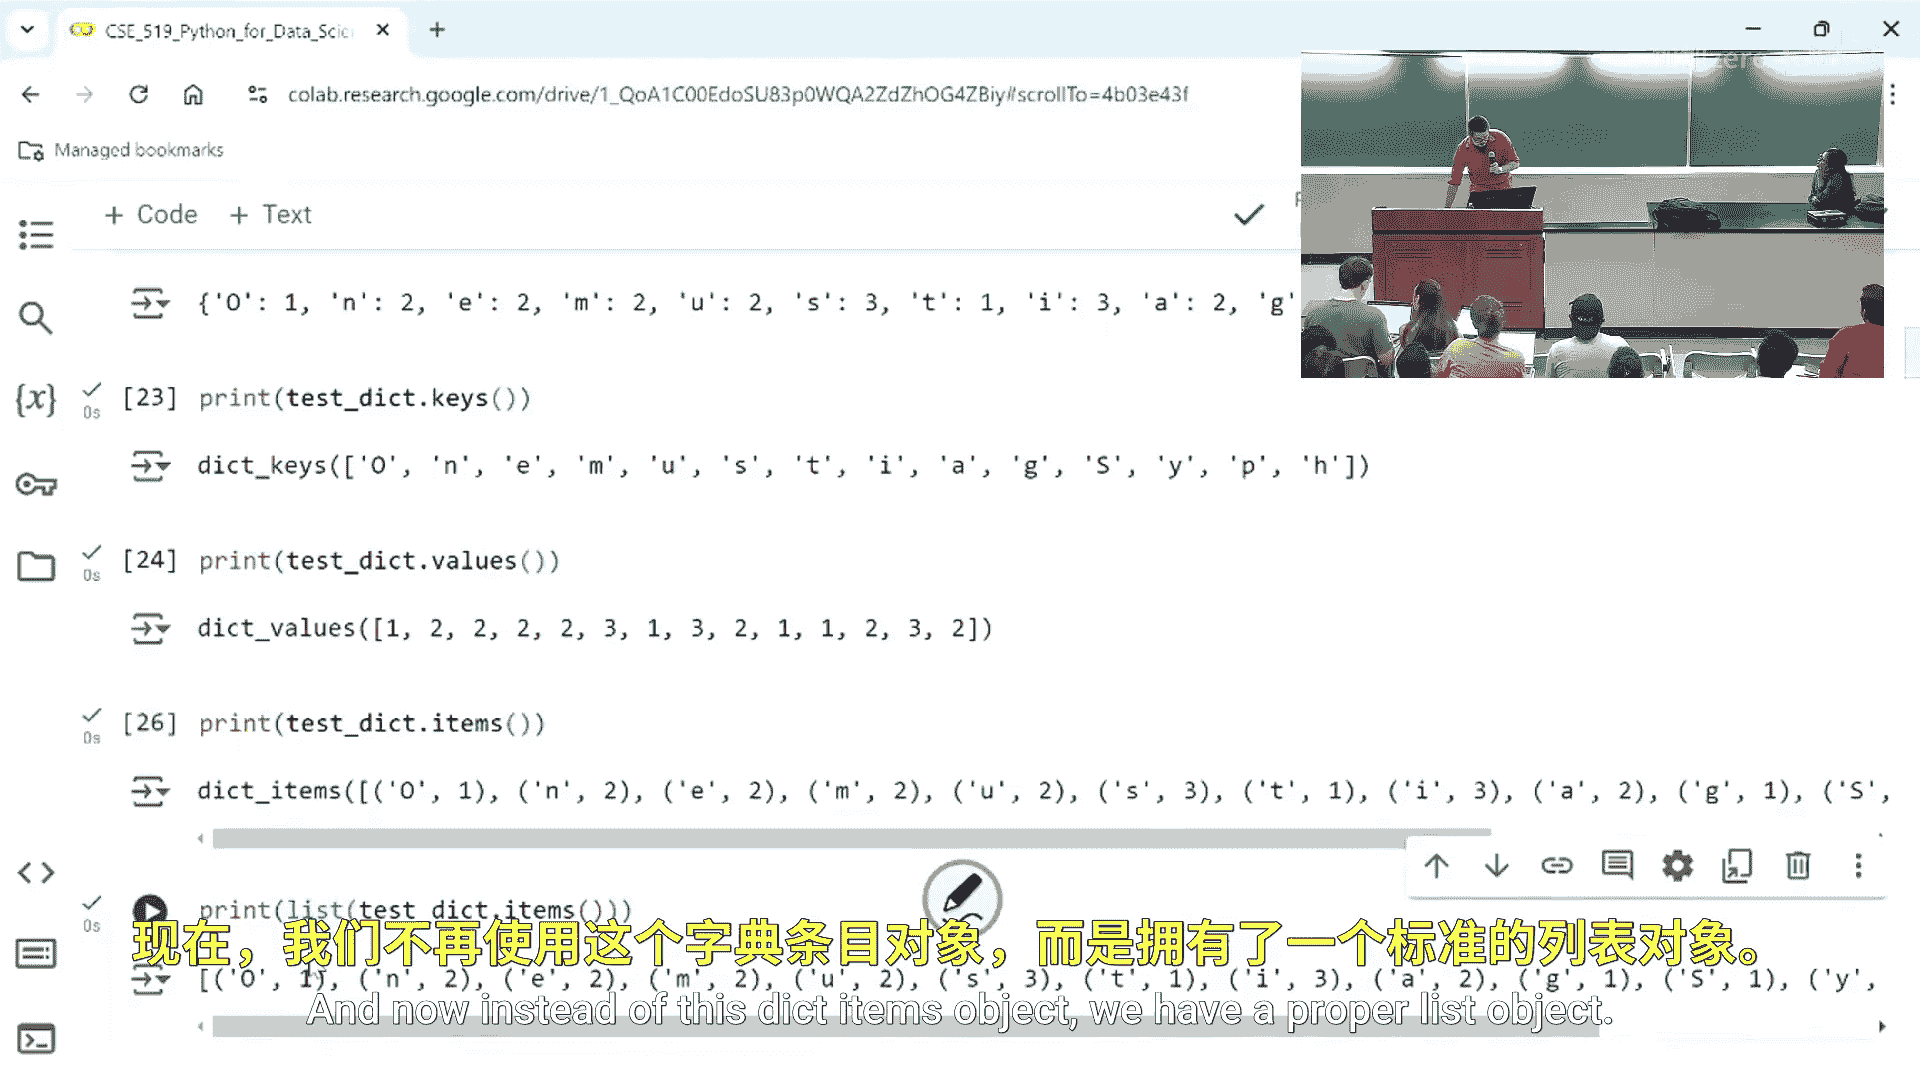 CSE_519_Python_for_Data_Scie
colab.research.google.com/drive/1_QoA1C00EdoSU83p0WQA2ZdZhOG4ZBiy#scrollTo=4b03e43f
Managed bookmarks
+ Code + Text
{'O': 1, 'n': 2, 'e': 2, 'm': 2, 'u': 2, 's': 3, 't': 1, 'i': 3, 'a': 2, 'g'
{x} 0s [23] print(test_dict.keys())
dict_keys(['O', 'n', 'e', 'm', 'u', 's', 't', 'i', 'a', 'g', 'S', 'y', 'p', 'h'])
0s [24] print(test_dict.values())
dict_values([1, 2, 2, 2, 2, 3, 1, 3, 2, 1, 1, 2, 3, 2])
0s [26] print(test_dict.items())
dict_items([('O', 1), ('n', 2), ('e', 2), ('m', 2), ('u', 2), ('s', 3), ('t', 1), ('i', 3), ('a', 2), ('g', 1), ('S',
0s print(list(test_dict.items()))
现在，我们不再使用这个字典条目对象，而是拥有了一个标准的列表对象。
[('O', 1), ('n', 2), ('e', 2), ('m', 2), ('u', 2), ('s', 3), ('t', 1), ('i', 3), ('a', 2), ('g', 1), ('S', 1), ('y',
And now instead of this dict items object, we have a proper list object.